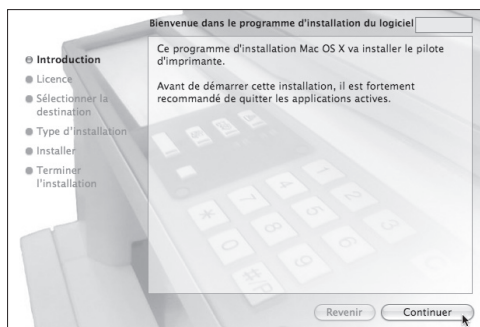 Bienvenue dans le programme d'installation du logiciel
Introduction
Licence
Sélectionner la
destination
Type d'installation
Installer
Terminer
l'installation
Ce programme d'installation Mac OS X va installer le pilote
d'imprimante.
Avant de démarrer cette installation, il est fortement
recommandé de quitter les applications actives.
Revenir
Continuer